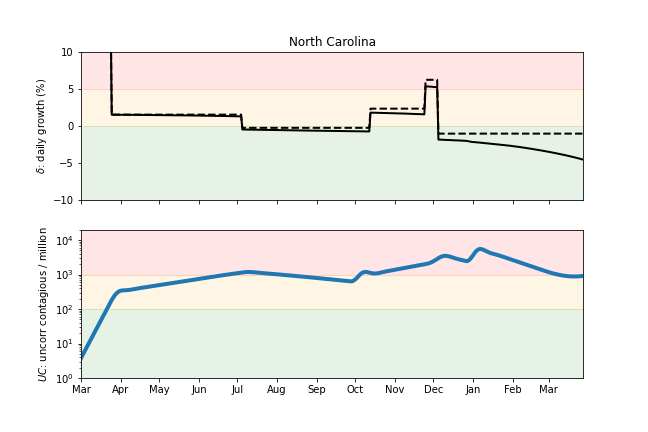 North Carolina
10
5
0
−5
−10
δ: daily growth (%)
10⁴
10³
10²
10¹
10⁰
UC: uncorr contagious / million
Mar Apr May Jun Jul Aug Sep Oct Nov Dec Jan Feb Mar